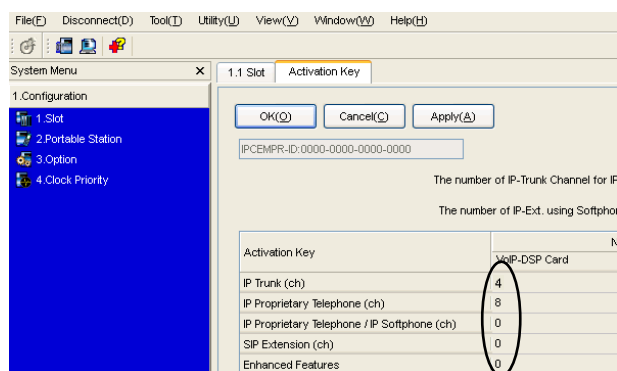 File(F) Disconnect(D) Tool(T) Utility(U) View(V) Window(W) Help(H)
System Menu X
1.1 Slot Activation Key
1.Configuration
1.Slot
2.Portable Station
3.Option
4.Clock Priority
OK(O) Cancel(C) Apply(A)
IPCEMPR-ID:0000-0000-0000-0000
The number of IP-Trunk Channel for
The number of IP-Ext. using
Activation Key
VoIP-DSP Card
IP Trunk (ch) 4
IP Proprietary Telephone (ch) 8
IP Proprietary Telephone / IP Softphone (ch) 0
SIP Extension (ch) 0
Enhanced Features 0